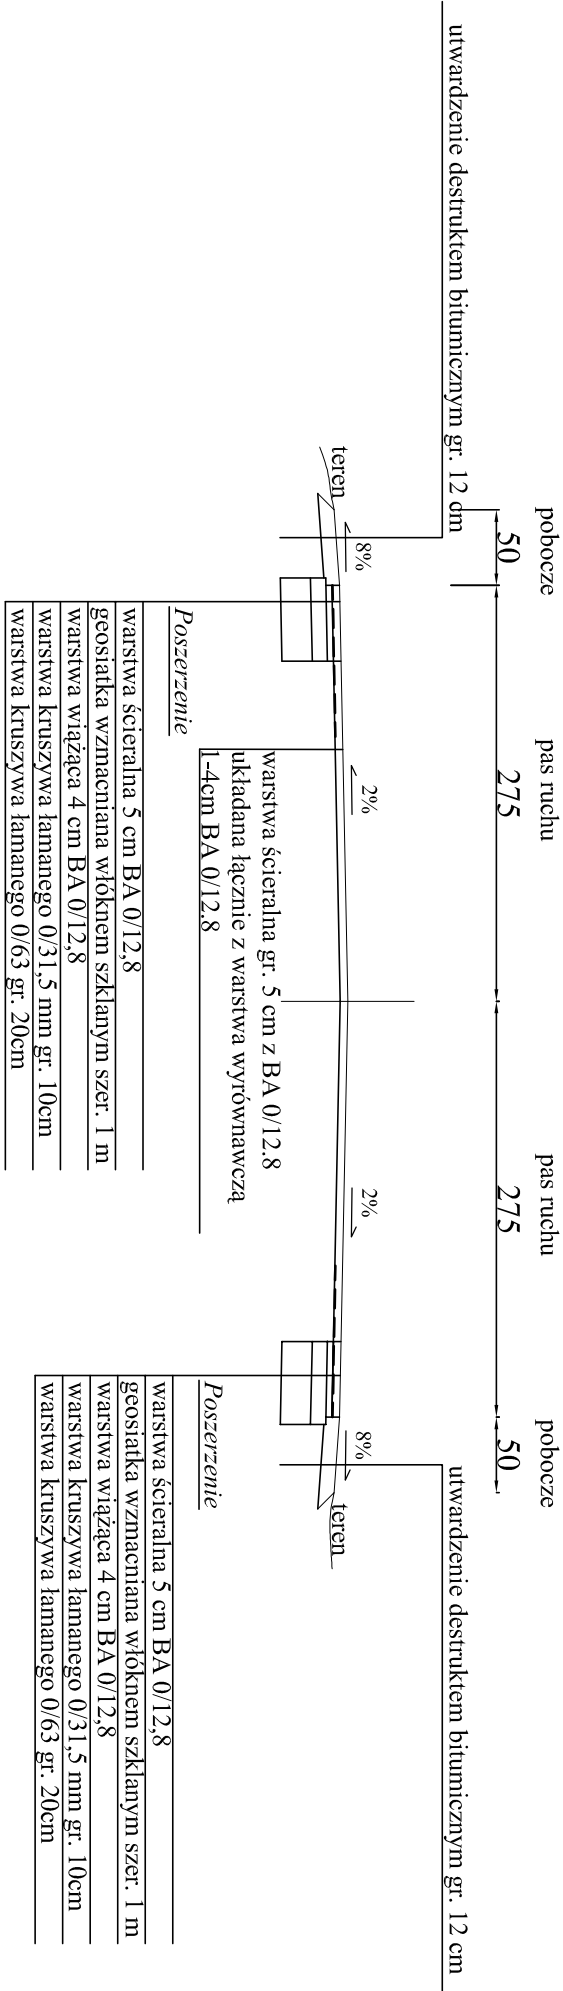 pobocze
pas ruchu
pas ruchu
pobocze
50
275
275
50
utwardzenie destruktem bitumicznym gr. 12 cm
utwardzenie destruktem bitumicznym gr. 12 cm
8%
2%
2%
8%
teren
teren
warstwa ścieralna gr. 5 cm z BA 0/12.8
układana łącznie z warstwa wyrównawczą
1-4cm BA 0/12.8
Poszerzenie
warstwa ścieralna 5 cm BA 0/12,8
geosiatka wzmacniana włóknem szklanym szer. 1 m
warstwa wiążąca 4 cm BA 0/12,8
warstwa kruszywa łamanego 0/31,5 mm gr. 10cm
warstwa kruszywa łamanego 0/63 gr. 20cm
Poszerzenie
warstwa ścieralna 5 cm BA 0/12,8
geosiatka wzmacniana włóknem szklanym szer. 1 m
warstwa wiążąca 4 cm BA 0/12,8
warstwa kruszywa łamanego 0/31,5 mm gr. 10cm
warstwa kruszywa łamanego 0/63 gr. 20cm